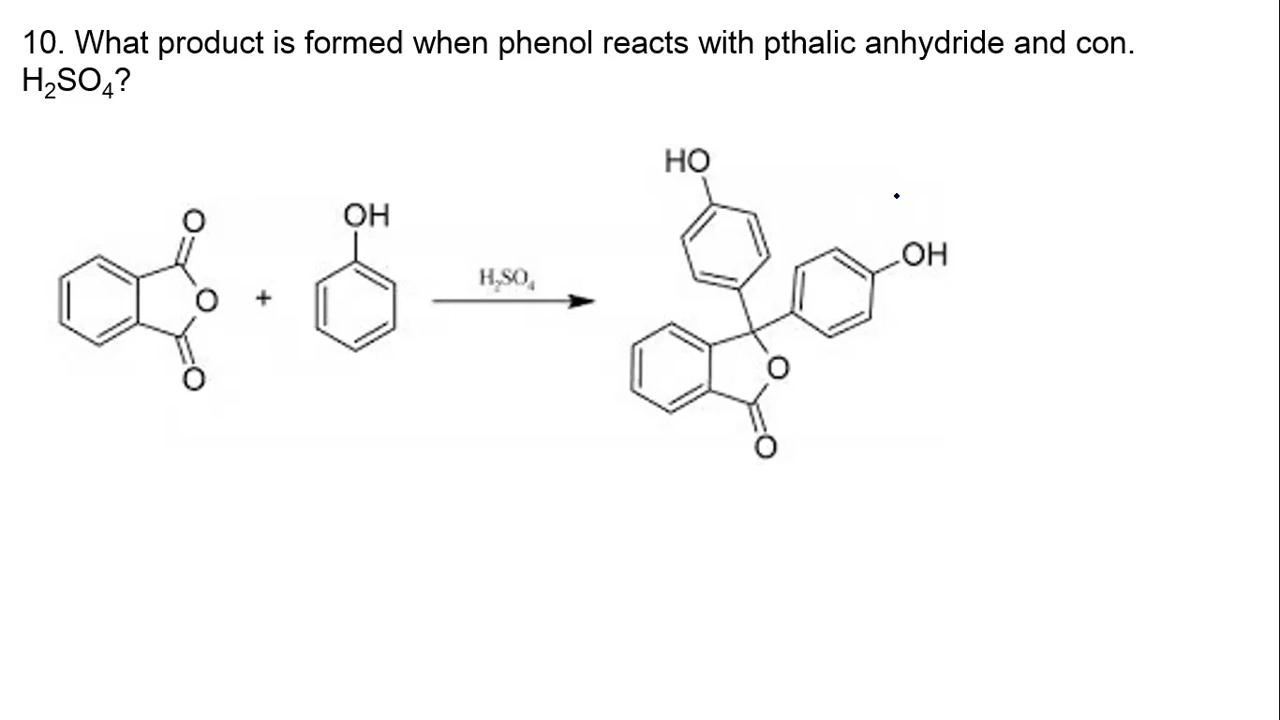 10. What product is formed when phenol reacts with pthalic anhydride and con.
H₂SO₄?
HO
O
OH
OH
O
+
H₂SO₄
O
O
O